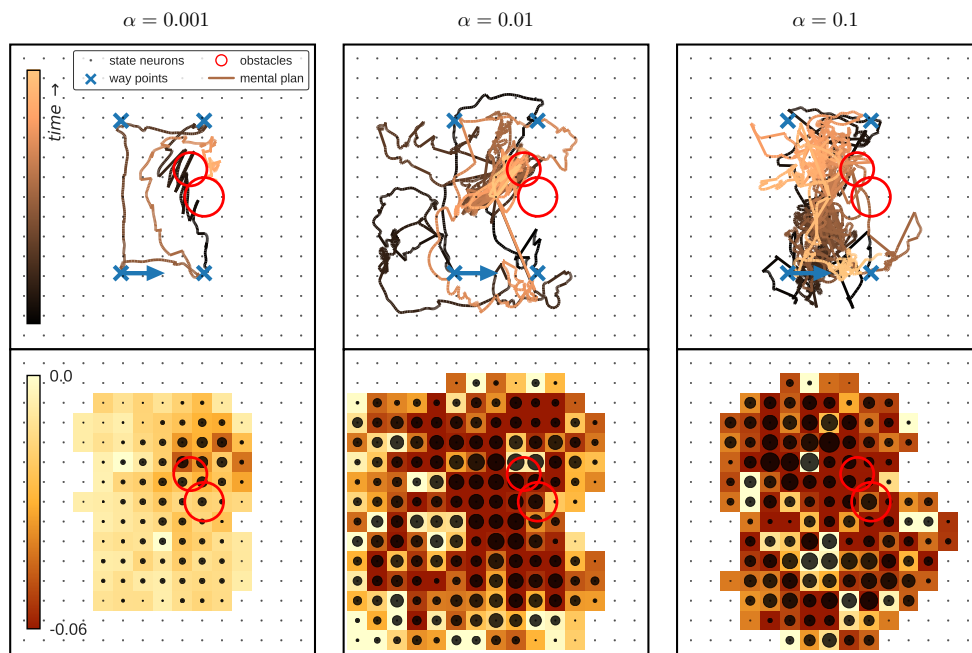 α = 0.001
α = 0.01
α = 0.1
time →
state neurons
obstacles
way points
mental plan
0.0
-0.06